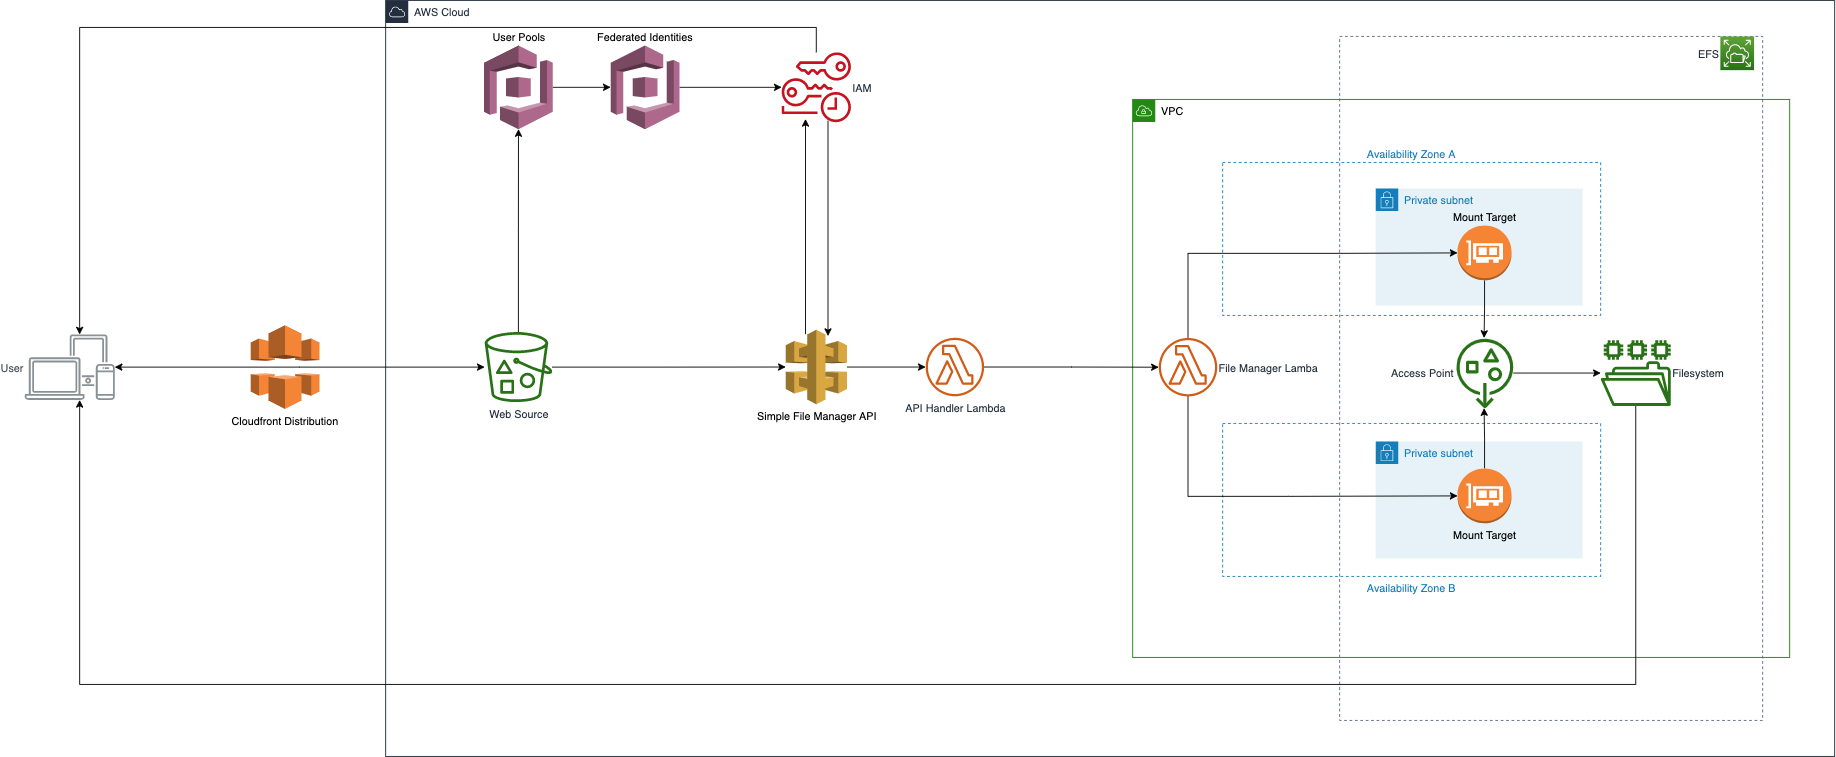 AWS Cloud
User Pools
Federated Identities
IAM
EFS
VPC
Availability Zone A
Private subnet
Mount Target
User
Cloudfront Distribution
Web Source
Simple File Manager API
API Handler Lambda
File Manager Lamba
Access Point
Filesystem
Private subnet
Mount Target
Availability Zone B